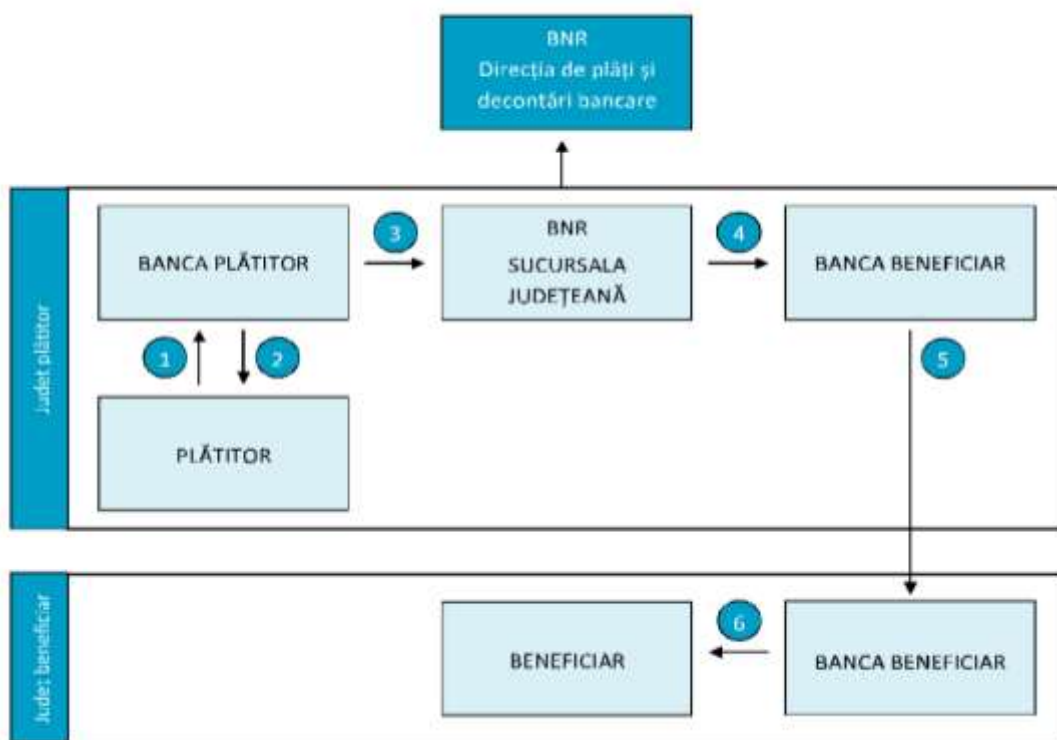 BNR
Direcția de plăți și
decontări bancare
Județ plătitor
BANCA PLĂTITOR
3
BNR
SUCURSALA
JUDEȚEANĂ
4
BANCA BENEFICIAR
1
2
5
PLĂTITOR
Județ beneficiar
BENEFICIAR
6
BANCA BENEFICIAR